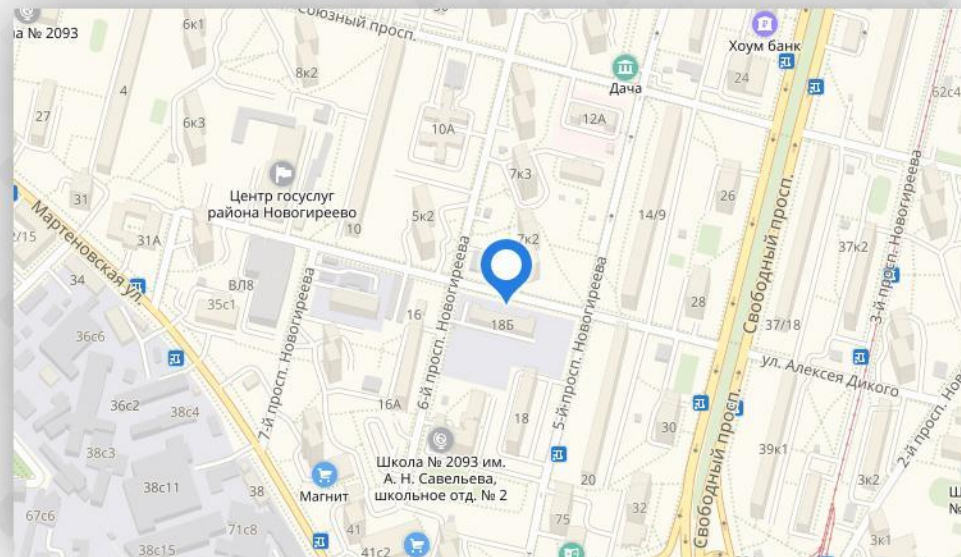 а № 2093
6к1
Союзный просп.
Хоум банк
24
8к2
Дача
62с4
27
4
6к3
10А
12А
7к3
Центр госуслуг
района Новогиреево
31
26
14/9
Мартеновская ул.
2/15
31А
10
5к2
7к2
Свободный просп.
3-й просп. Новогиреева
37к2
34
ВЛ8
7-й просп. Новогиреева
6-й просп. Новогиреева
5-й просп. Новогиреева
28
35с1
16
18Б
37/18
36с6
ул. Алексея Дикого
36с2
38с4
16А
18
Свободный просп.
2-й просп. Нов
30
38с3
Школа № 2093 им.
А. Н. Савельева,
школьное отд. № 2
39к1
38с11
Магнит
38
20
3к2
Ш
№
67с6
71с8
75
32
38с15
41с2
3к1